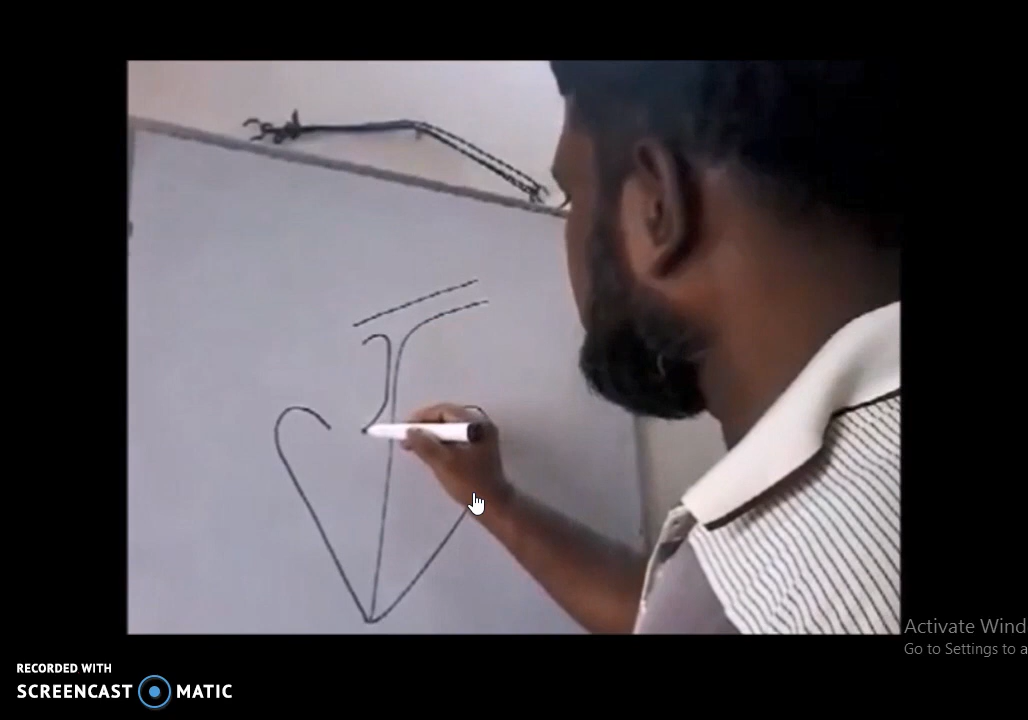 Activate Wind
Go to Settings to a
RECORDED WITH
SCREENCAST MATIC